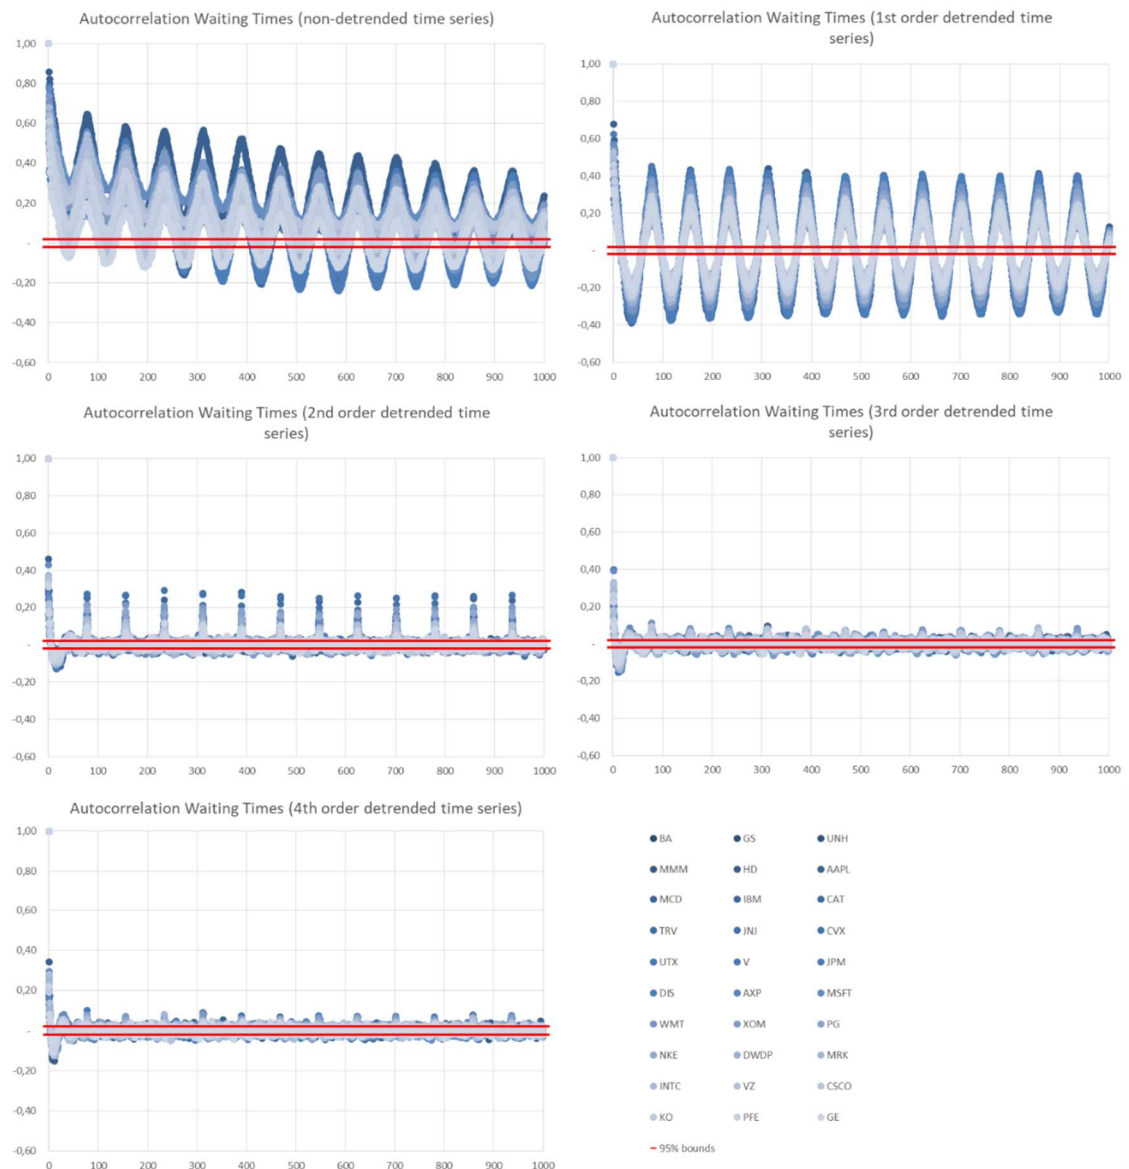 Autocorrelation Waiting Times (non-detrended time series)
1,00
0,80
0,60
0,40
0,20
-
-0,20
-0,40
-0,60
0 100 200 300 400 500 600 700 800 900 1000
Autocorrelation Waiting Times (1st order detrended time
series)
1,00
0,80
0,60
0,40
0,20
-
-0,20
-0,40
-0,60
0 100 200 300 400 500 600 700 800 900 1000
Autocorrelation Waiting Times (2nd order detrended time
series)
1,00
0,80
0,60
0,40
0,20
-
-0,20
-0,40
-0,60
0 100 200 300 400 500 600 700 800 900 1000
Autocorrelation Waiting Times (3rd order detrended time
series)
1,00
0,80
0,60
0,40
0,20
-
-0,20
-0,40
-0,60
0 100 200 300 400 500 600 700 800 900 1000
Autocorrelation Waiting Times (4th order detrended time series)
1,00
0,80
0,60
0,40
0,20
-
-0,20
-0,40
-0,60
0 100 200 300 400 500 600 700 800 900 1000
BA GS UNH
MMM HD AAPL
MCD IBM CAT
TRV JNJ CVX
UTX V JPM
DIS AXP MSFT
WMT XOM PG
NKE DWDP MRK
INTC VZ CSCO
KO PFE GE
95% bounds